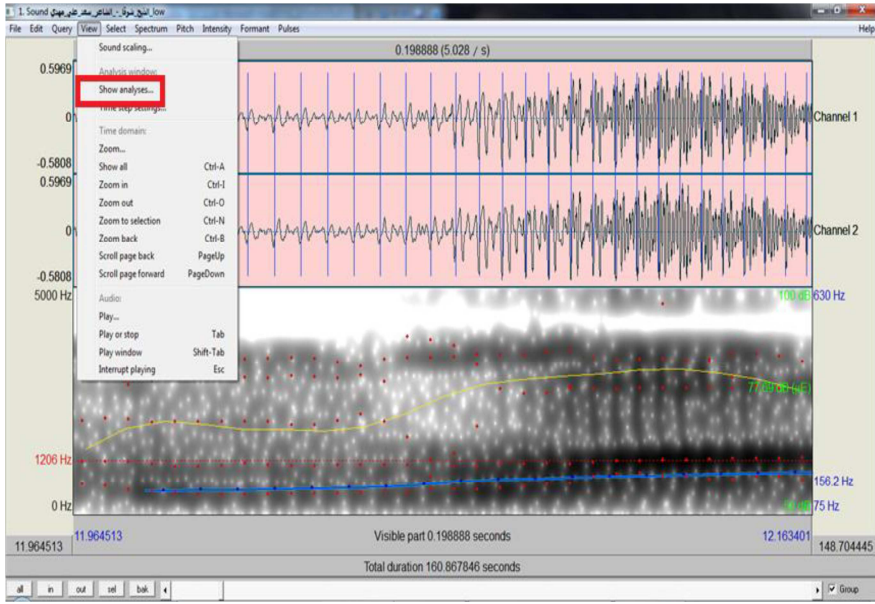 1. Sound الشيخ_شوقا_-_الشاعر_سعد_علي_مهدي_low
File Edit Query View Select Spectrum Pitch Intensity Formant Pulses Help
Sound scaling...
Analysis window:
Show analyses...
Time step settings...
Time domain:
Zoom...
Show all Ctrl-A
Zoom in Ctrl-I
Zoom out Ctrl-O
Zoom to selection Ctrl-N
Zoom back Ctrl-B
Scroll page back PageUp
Scroll page forward PageDown
Audio:
Play...
Play or stop Tab
Play window Shift-Tab
Interrupt playing Esc
0.198888 (5.028 / s)
0.5969
0
-0.5808
Channel 1
0.5969
0
-0.5808
Channel 2
5000 Hz
100 dB
630 Hz
77.69 dB (µE)
1206 Hz
156.2 Hz
0 Hz
75 Hz
11.964513
11.964513
Visible part 0.198888 seconds
12.163401
148.704445
Total duration 160.867846 seconds
all in out sel bak
Group